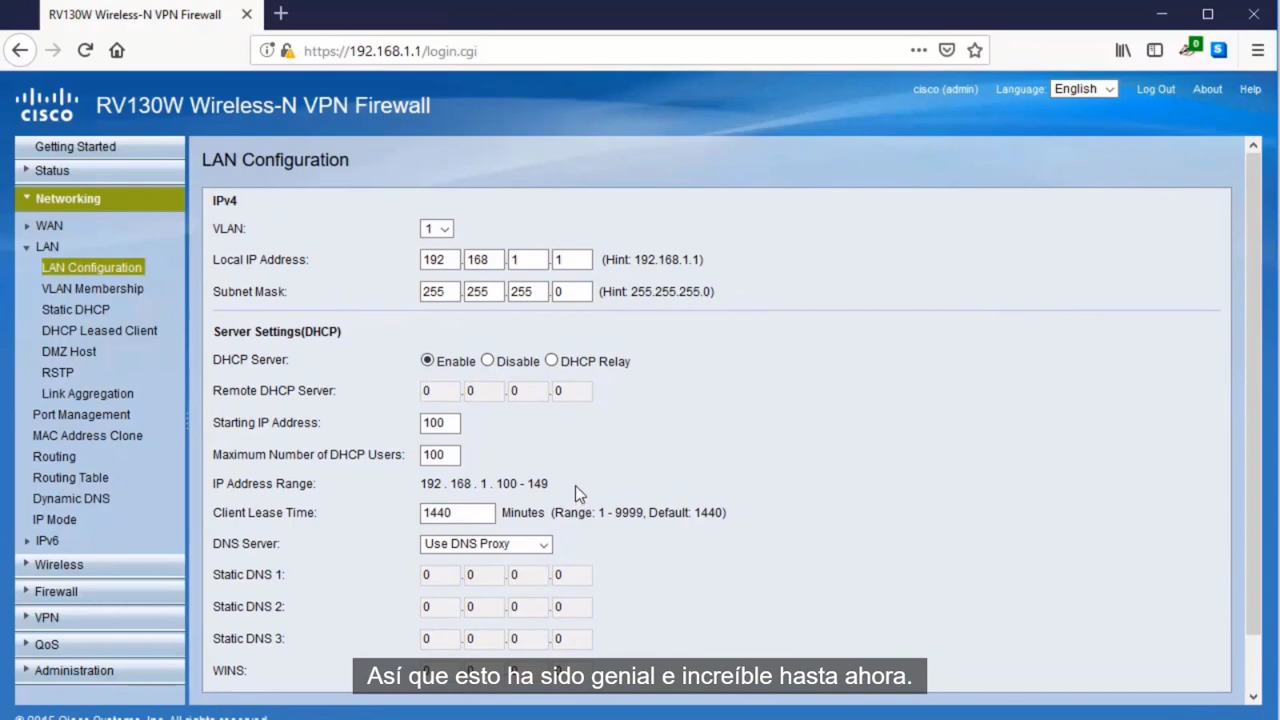 RV130W Wireless-N VPN Firewall
https://192.168.1.1/login.cgi
0
S
CISCO
RV130W Wireless-N VPN Firewall
cisco (admin) Language: English Log Out About Help
Getting Started
Status
Networking
WAN
LAN
LAN Configuration
VLAN Membership
Static DHCP
DHCP Leased Client
DMZ Host
RSTP
Link Aggregation
Port Management
MAC Address Clone
Routing
Routing Table
Dynamic DNS
IP Mode
IPv6
Wireless
Firewall
VPN
QoS
Administration
LAN Configuration
IPv4
VLAN: 1
Local IP Address: 192 . 168 . 1 . 1 (Hint: 192.168.1.1)
Subnet Mask: 255 . 255 . 255 . 0 (Hint: 255.255.255.0)
Server Settings(DHCP)
DHCP Server: Enable Disable DHCP Relay
Remote DHCP Server: 0 . 0 . 0 . 0
Starting IP Address: 100
Maximum Number of DHCP Users: 100
IP Address Range: 192 . 168 . 1 . 100 - 149
Client Lease Time: 1440 Minutes (Range: 1 - 9999, Default: 1440)
DNS Server: Use DNS Proxy
Static DNS 1: 0 . 0 . 0 . 0
Static DNS 2: 0 . 0 . 0 . 0
Static DNS 3: 0 . 0 . 0 . 0
WINS:
Así que esto ha sido genial e increíble hasta ahora.